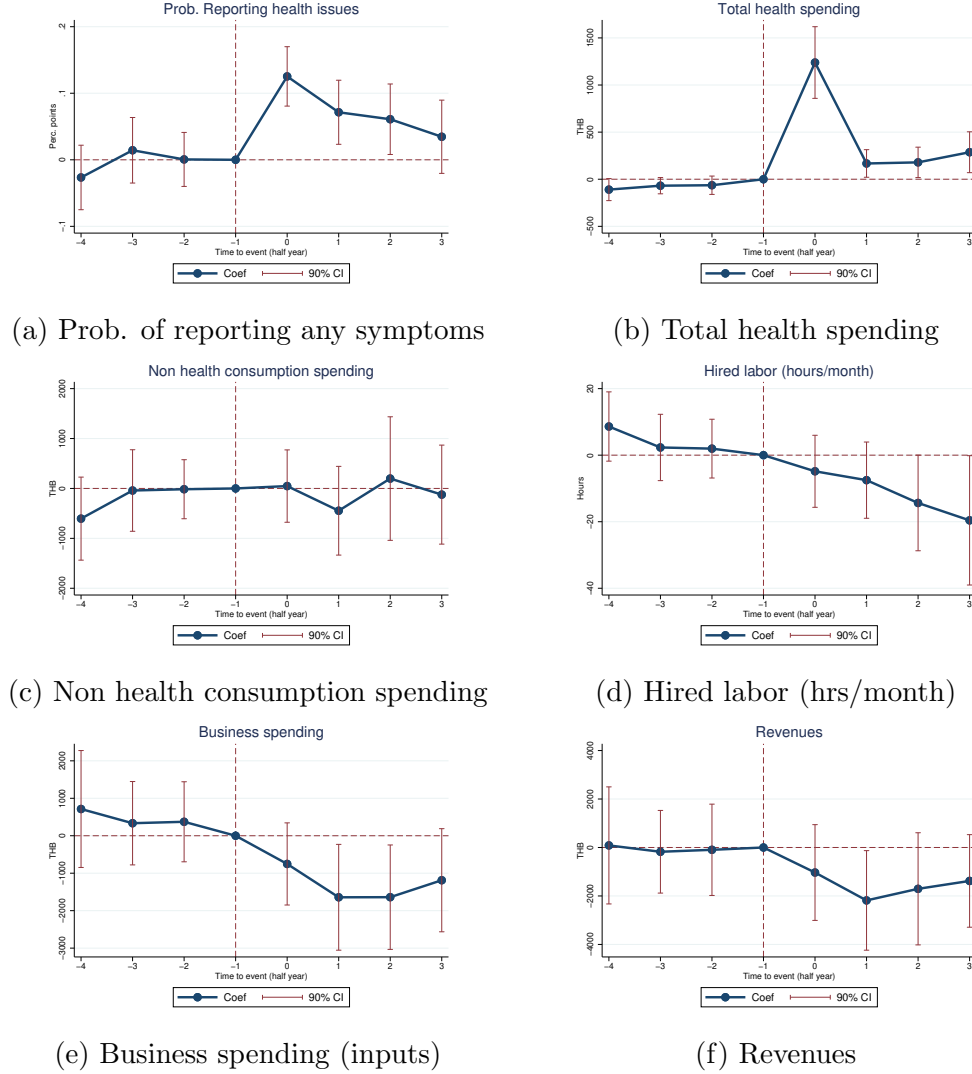 Prob. Reporting health issues
Perc. points
.2
.1
0
-.1
-4 -3 -2 -1 0 1 2 3
Time to event (half year)
Coef 90% CI
(a) Prob. of reporting any symptoms
Total health spending
THB
1500
1000
500
0
-500
-4 -3 -2 -1 0 1 2 3
Time to event (half year)
Coef 90% CI
(b) Total health spending
Non health consumption spending
THB
2000
1000
0
-1000
-2000
-4 -3 -2 -1 0 1 2 3
Time to event (half year)
Coef 90% CI
(c) Non health consumption spending
Hired labor (hours/month)
Hours
20
0
-20
-40
-4 -3 -2 -1 0 1 2 3
Time to event (half year)
Coef 90% CI
(d) Hired labor (hrs/month)
Business spending
THB
2000
1000
0
-1000
-2000
-3000
-4 -3 -2 -1 0 1 2 3
Time to event (half year)
Coef 90% CI
(e) Business spending (inputs)
Revenues
THB
4000
2000
0
-2000
-4000
-4 -3 -2 -1 0 1 2 3
Time to event (half year)
Coef 90% CI
(f) Revenues